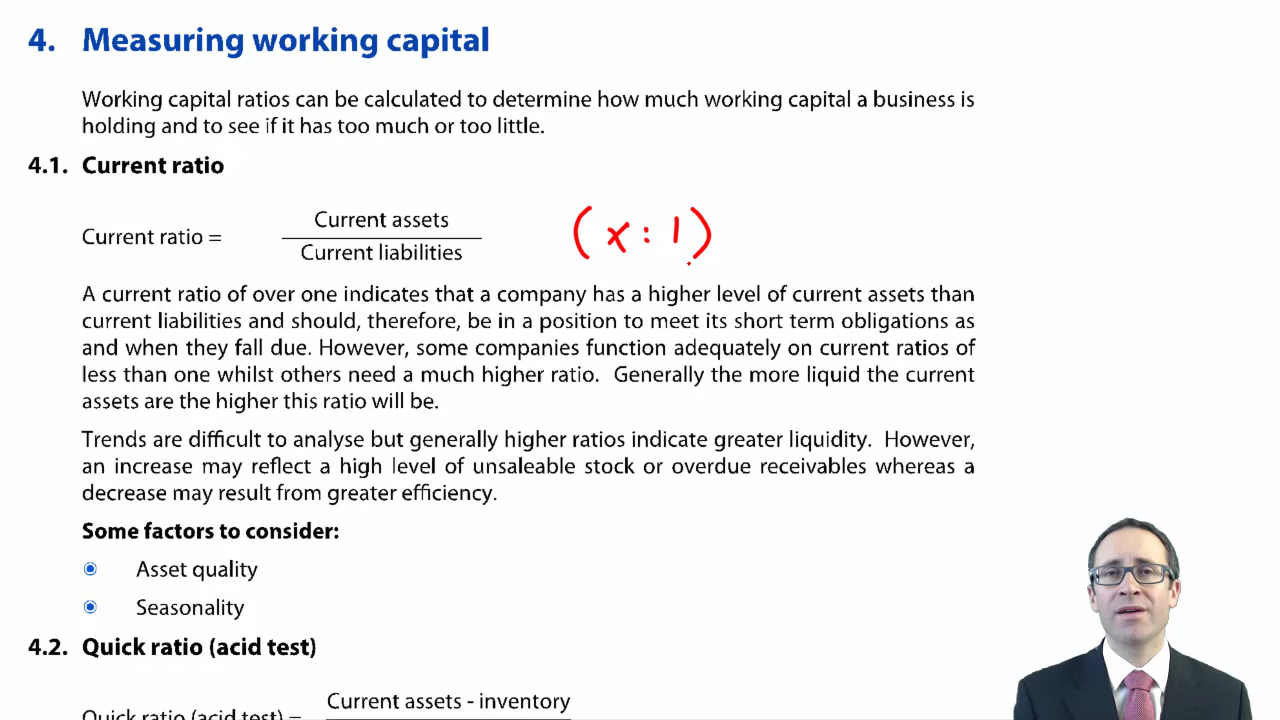 4. Measuring working capital
Working capital ratios can be calculated to determine how much working capital a business is
holding and to see if it has too much or too little.
4.1. Current ratio
Current assets
Current ratio =
Current liabilities
(x : 1)
A current ratio of over one indicates that a company has a higher level of current assets than
current liabilities and should, therefore, be in a position to meet its short term obligations as
and when they fall due. However, some companies function adequately on current ratios of
less than one whilst others need a much higher ratio. Generally the more liquid the current
assets are the higher this ratio will be.
Trends are difficult to analyse but generally higher ratios indicate greater liquidity. However,
an increase may reflect a high level of unsaleable stock or overdue receivables whereas a
decrease may result from greater efficiency.
Some factors to consider:
Asset quality
Seasonality
4.2. Quick ratio (acid test)
Current assets - inventory
Quick ratio (acid test) =